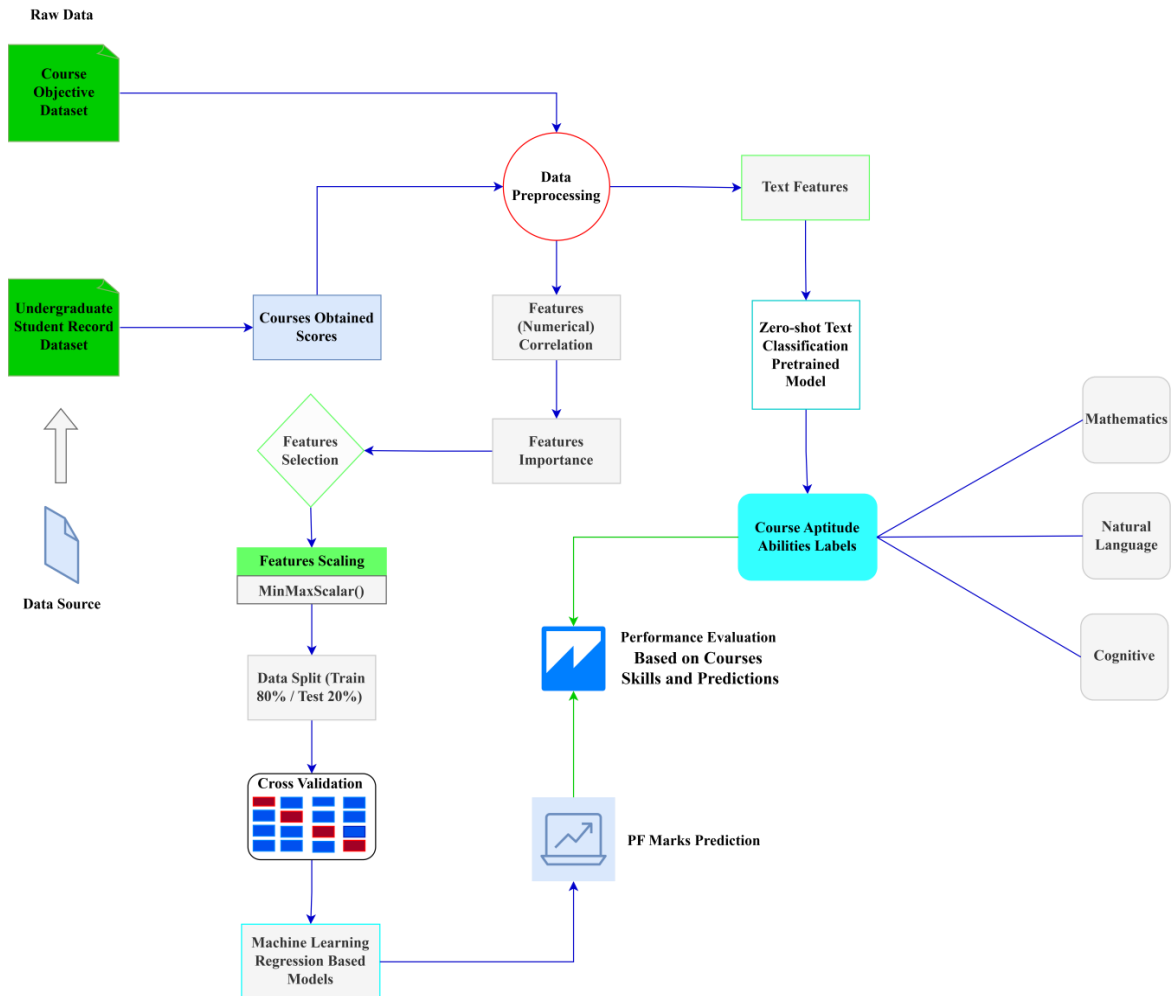 Raw Data
Course
Objective
Dataset
Data
Preprocessing
Text Features
Undergraduate
Student Record
Dataset
Courses Obtained
Scores
Features
(Numerical)
Correlation
Zero-shot Text
Classification
Pretrained
Model
Features
Selection
Features
Importance
Mathematics
Natural
Language
Cognitive
Course Aptitude
Abilities Labels
Data Source
Features Scaling
MinMaxScalar()
Performance Evaluation
Based on Courses
Skills and Predictions
Data Split (Train
80% / Test 20%)
Cross Validation
PF Marks Prediction
Machine Learning
Regression Based
Models